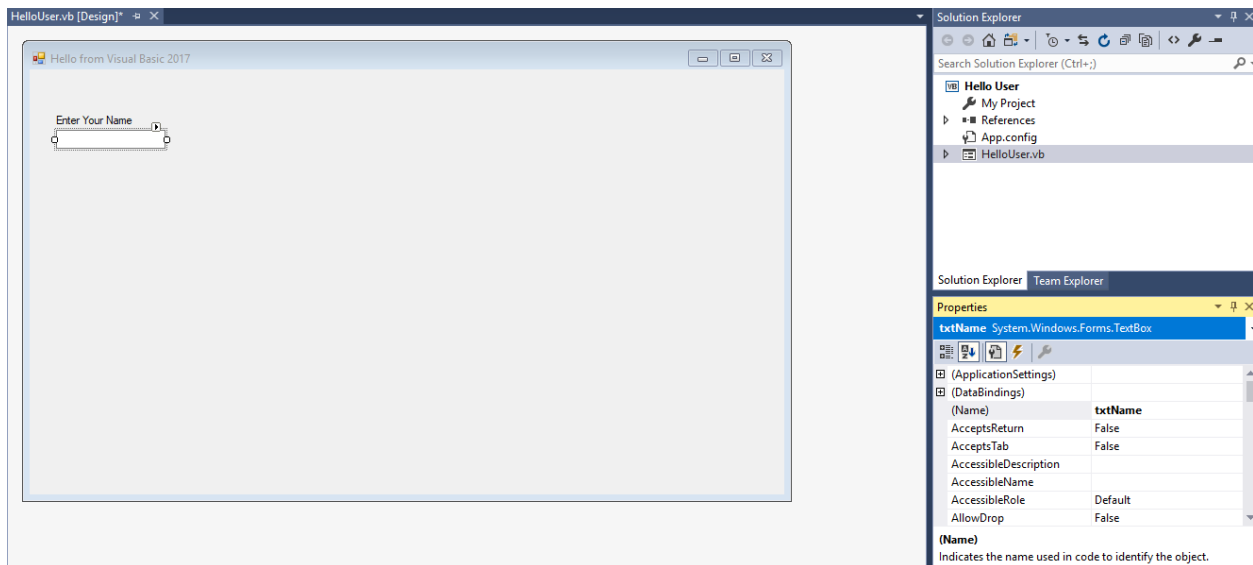 HelloUser.vb [Design]*
Hello from Visual Basic 2017
Enter Your Name
Solution Explorer
Search Solution Explorer (Ctrl+;)
VB Hello User
My Project
References
App.config
HelloUser.vb
Solution Explorer Team Explorer
Properties
txtName System.Windows.Forms.TextBox
(ApplicationSettings)
(DataBindings)
(Name) txtName
AcceptsReturn False
AcceptsTab False
AccessibleDescription
AccessibleName
AccessibleRole Default
AllowDrop False
(Name)
Indicates the name used in code to identify the object.